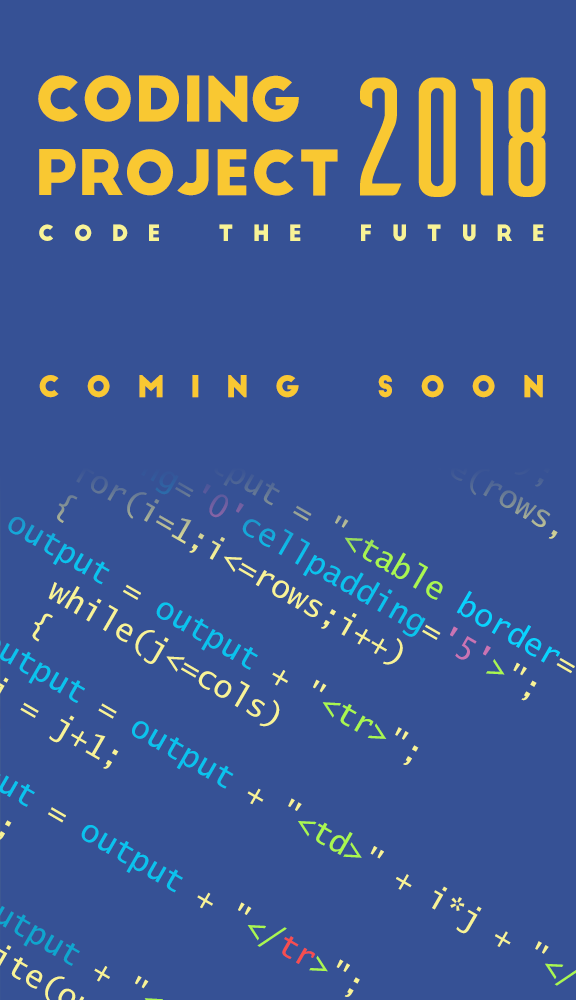 CODING
PROJECT 2018
CODE THE FUTURE
COMING SOON
= "<table border=
(rows,
for(i=1;i<=rows;i++)
'0'cellpadding='5'>";
{
output = output + "<tr>";
while(j<=cols)
{
output = output + "<td>" + i*j + "</
= j+1;
= output + "</tr>";
output + "<